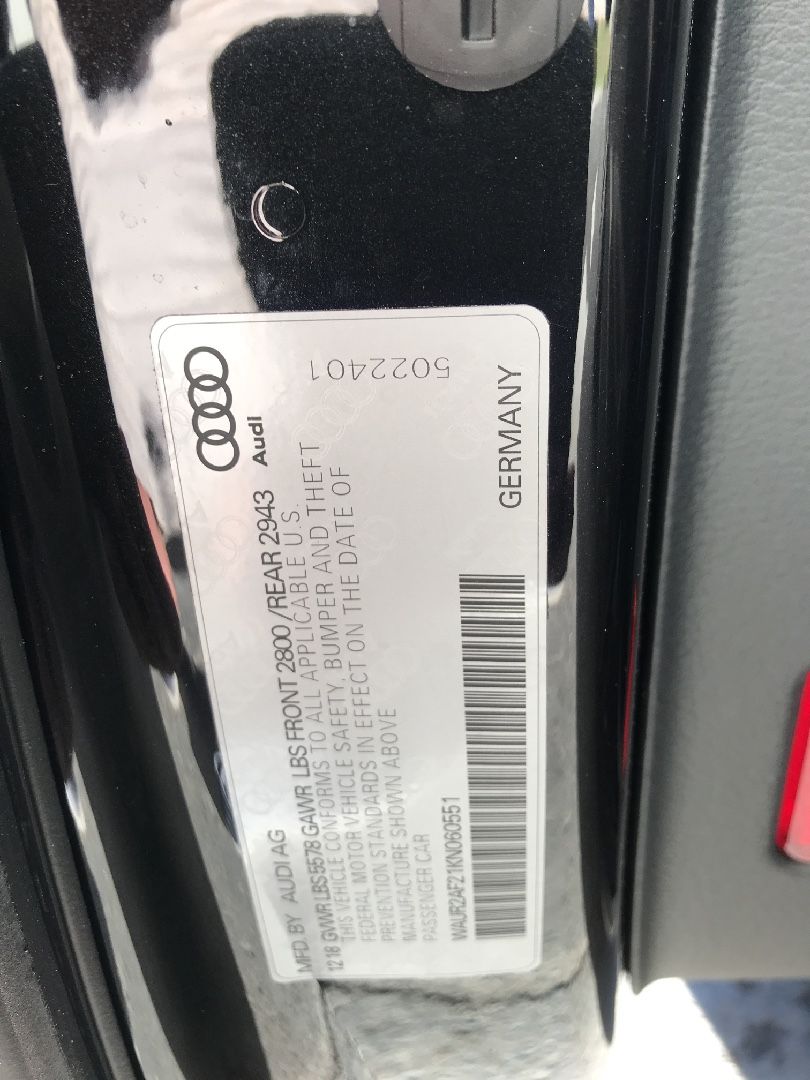 MFD. BY AUDI AG
12 18 GWWR LBS 5578 GAWR LBS FRONT 2800 / REAR 2943
THIS VEHICLE CONFORMS TO ALL APPLICABLE U.S.
FEDERAL MOTOR VEHICLE SAFETY, BUMPER AND THEFT
PREVENTION STANDARDS IN EFFECT ON THE DATE OF
MANUFACTURE SHOWN ABOVE
PASSENGER CAR
WAUR2AF21KN060551
Audi
5022401
GERMANY